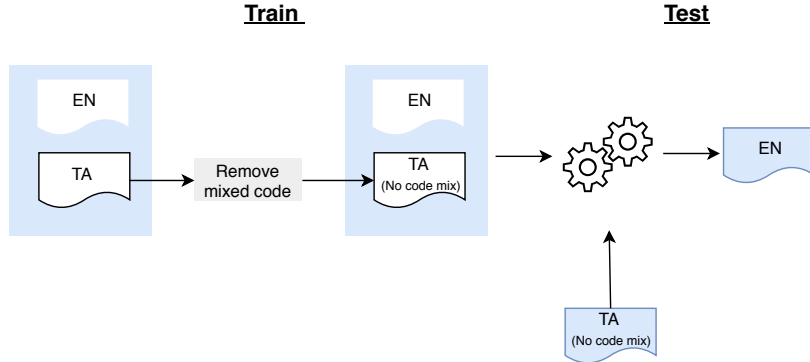 Train
Test
EN
TA
Remove
mixed code
EN
TA
(No code mix)
EN
TA
(No code mix)